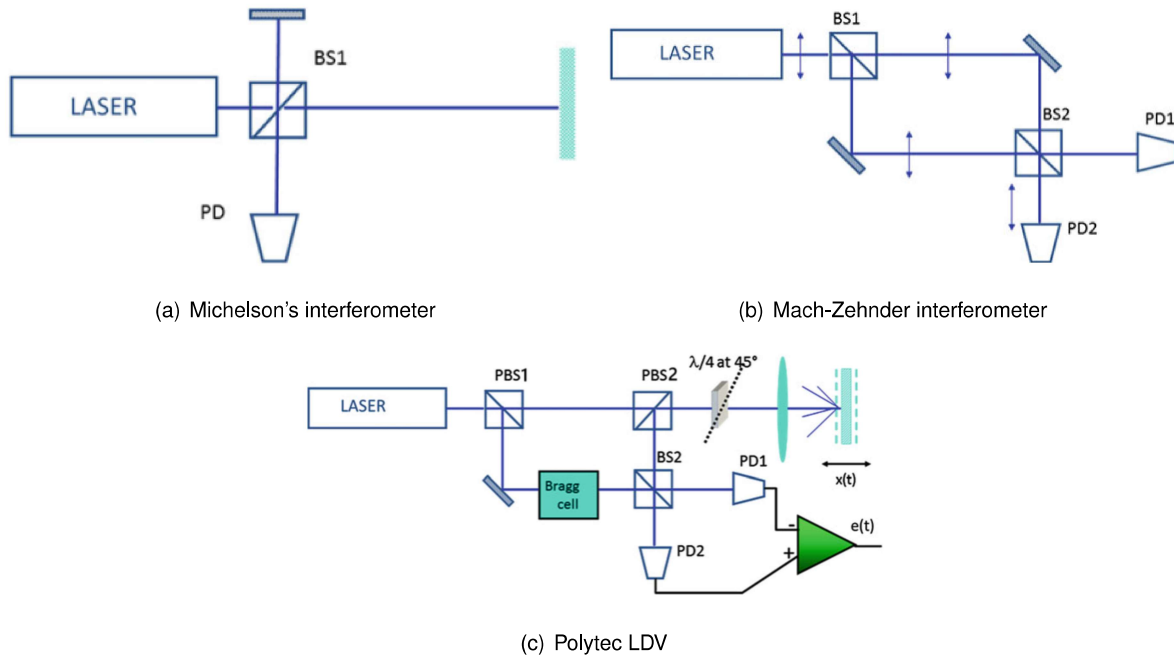 BS1
LASER
PD
(a) Michelson's interferometer
BS1
LASER
BS2
PD1
PD2
(b) Mach-Zehnder interferometer
λ/4 at 45°
PBS1
PBS2
LASER
BS2
PD1
Bragg
cell
x(t)
PD2
-
+
e(t)
(c) Polytec LDV